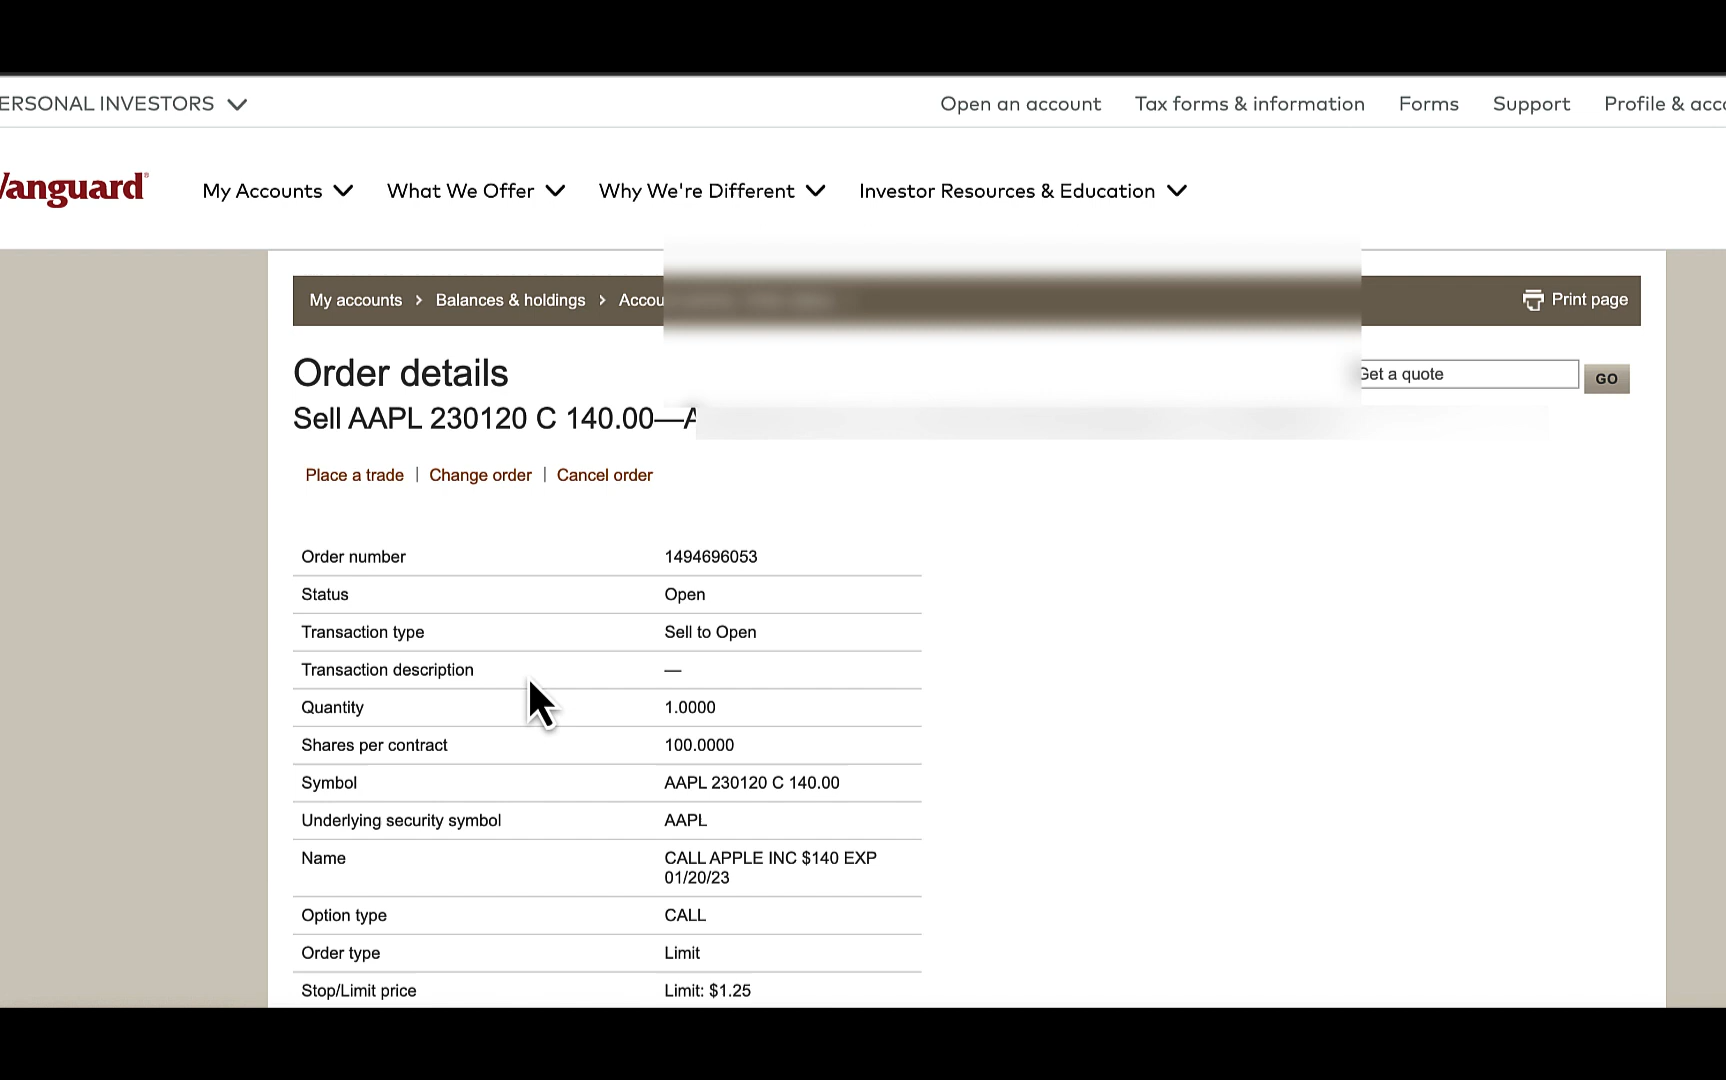 ERSONAL INVESTORS
Open an account Tax forms & information Forms Support Profile & acc
Vanguard
My Accounts What We Offer Why We're Different Investor Resources & Education
My accounts > Balances & holdings > Accou
Print page
Order details
Get a quote GO
Sell AAPL 230120 C 140.00—A
Place a trade | Change order | Cancel order
Order number 1494696053
Status Open
Transaction type Sell to Open
Transaction description —
Quantity 1.0000
Shares per contract 100.0000
Symbol AAPL 230120 C 140.00
Underlying security symbol AAPL
Name CALL APPLE INC $140 EXP
01/20/23
Option type CALL
Order type Limit
Stop/Limit price Limit: $1.25